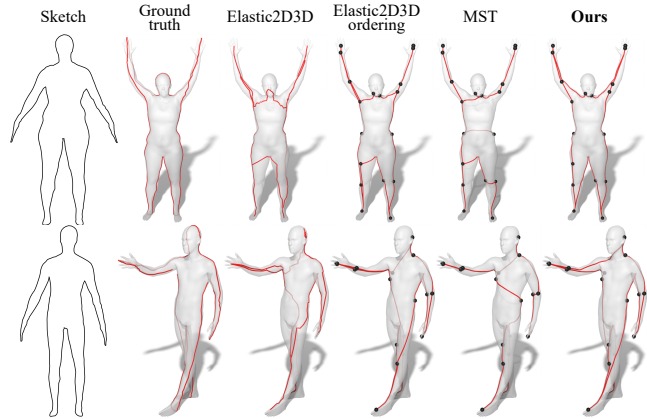 Sketch
Ground
truth
Elastic2D3D
Elastic2D3D
ordering
MST
Ours